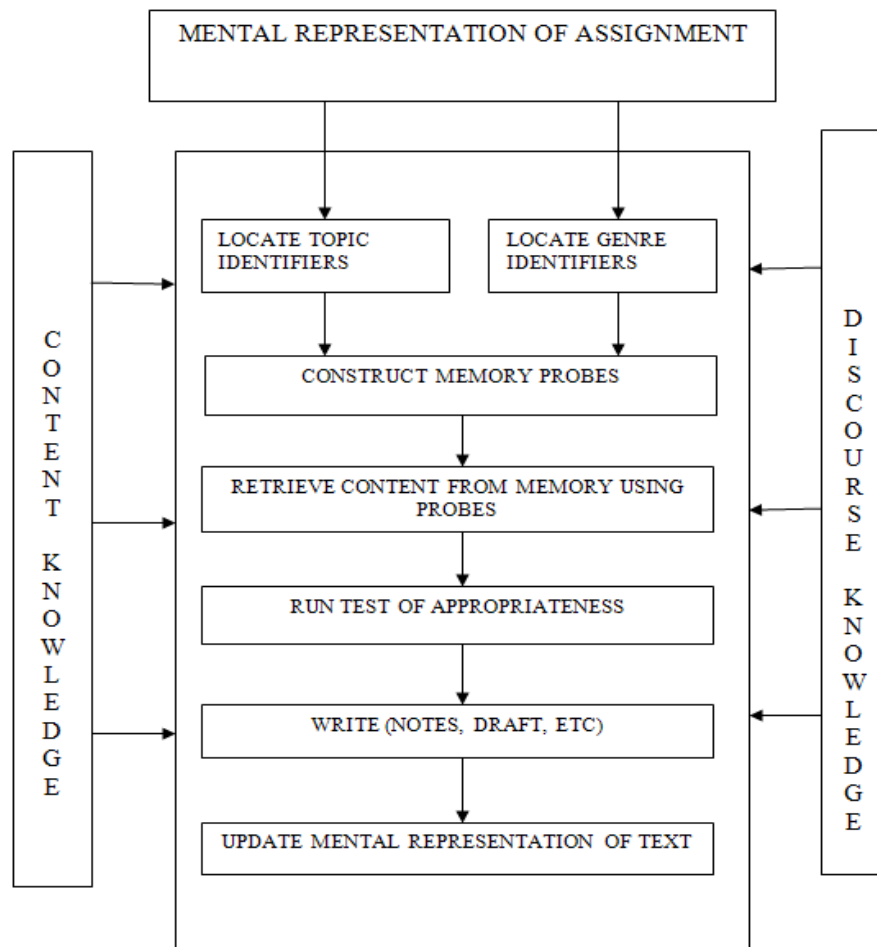 MENTAL REPRESENTATION OF ASSIGNMENT
LOCATE TOPIC
IDENTIFIERS
LOCATE GENRE
IDENTIFIERS
CONSTRUCT MEMORY PROBES
RETRIEVE CONTENT FROM MEMORY USING
PROBES
RUN TEST OF APPROPRIATENESS
WRITE (NOTES, DRAFT, ETC)
UPDATE MENTAL REPRESENTATION OF TEXT
CONTENT KNOWLEDGE
DISCOURSE KNOWLEDGE